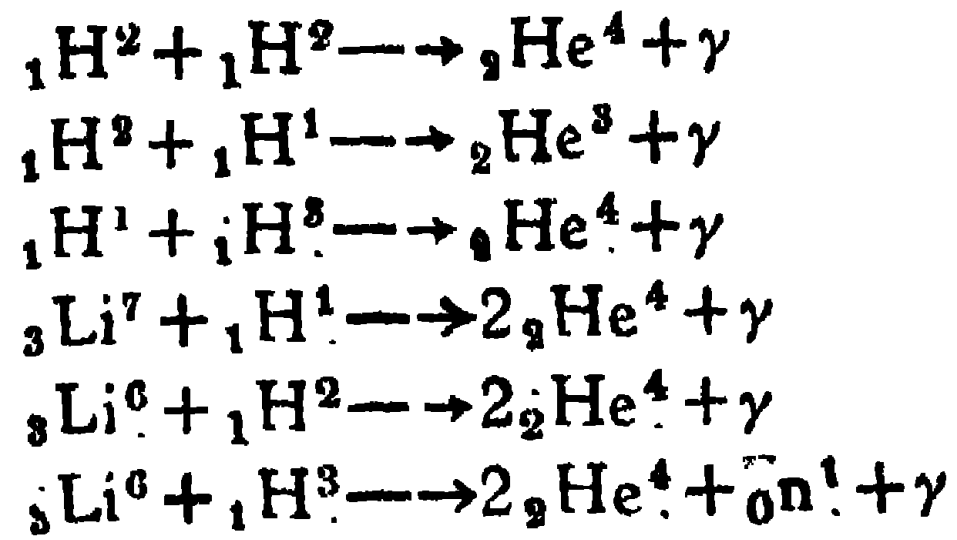 ₁H² + ₁H² ⟶ ₂He⁴ + γ
₁H² + ₁H¹ ⟶ ₂He³ + γ
₁H¹ + ₁H³ ⟶ ₂He⁴ + γ
₃Li⁷ + ₁H¹ ⟶ 2 ₂He⁴ + γ
₃Li⁶ + ₁H² ⟶ 2 ₂He⁴ + γ
₃Li⁶ + ₁H³ ⟶ 2 ₂He⁴ + ₀n¹ + γ